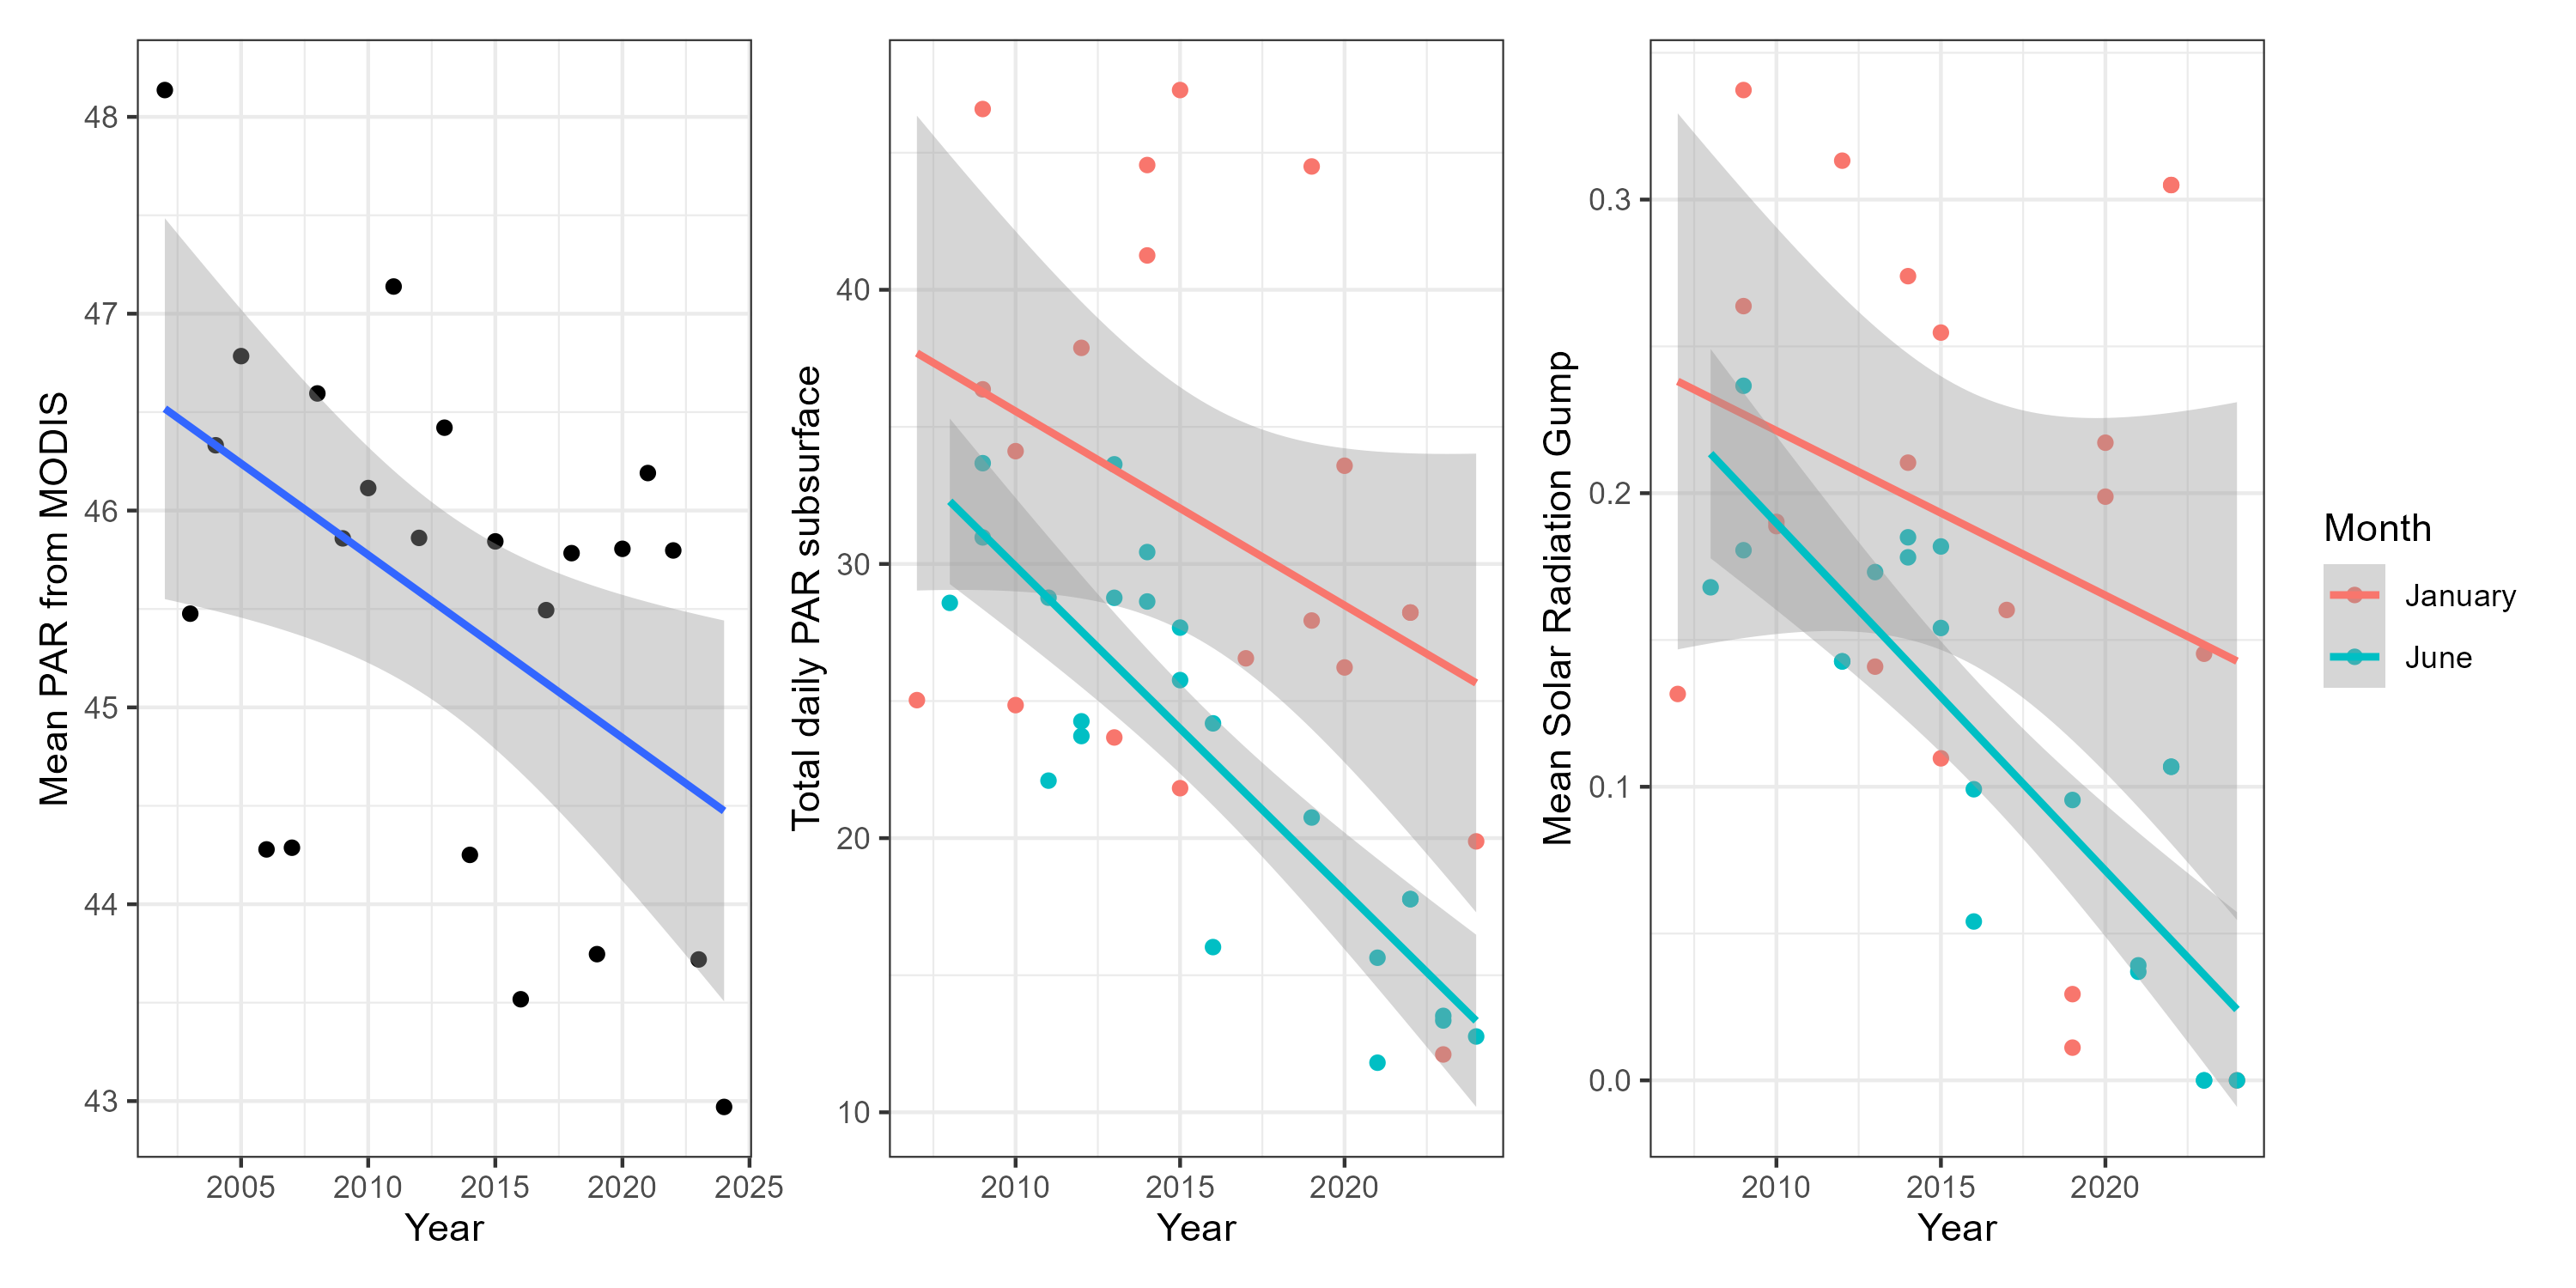 Mean PAR from MODIS
48
47
46
45
44
43
2005 2010 2015 2020 2025
Year
Total daily PAR subsurface
40
30
20
10
2010 2015 2020
Year
Mean Solar Radiation Gump
0.3
0.2
0.1
0.0
2010 2015 2020
Year
Month
January
June